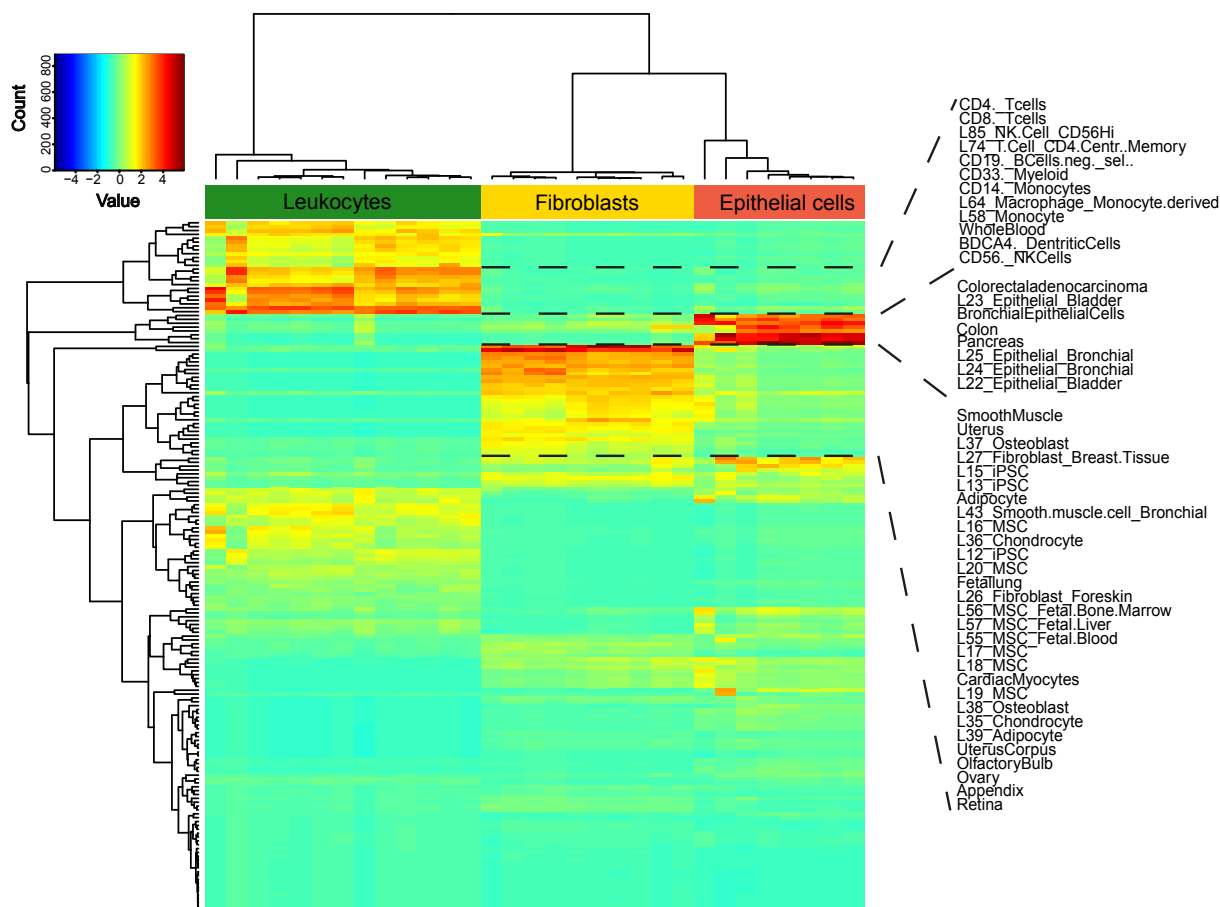 Count
0 200 400 600 800
−4 −2 0 2 4
Value
Leukocytes
Fibroblasts
Epithelial cells
CD4._Tcells
CD8._Tcells
L85_NK.Cell_CD56Hi
L74_T.Cell_CD4.Centr..Memory
CD19._BCells.neg._sel..
CD33._Myeloid
CD14._Monocytes
L64_Macrophage_Monocyte.derived
L58_Monocyte
WholeBlood
BDCA4._DentriticCells
CD56._NKCells
Colorectaladenocarcinoma
L23_Epithelial_Bladder
BronchialEpithelialCells
Colon
Pancreas
L25_Epithelial_Bronchial
L24_Epithelial_Bronchial
L22_Epithelial_Bladder
SmoothMuscle
Uterus
L37_Osteoblast
L27_Fibroblast_Breast.Tissue
L15_iPSC
L13_iPSC
Adipocyte
L43_Smooth.muscle.cell_Bronchial
L16_MSC
L36_Chondrocyte
L12_iPSC
L20_MSC
Fetallung
L26_Fibroblast_Foreskin
L56_MSC_Fetal.Bone.Marrow
L57_MSC_Fetal.Liver
L55_MSC_Fetal.Blood
L17_MSC
L18_MSC
CardiacMyocytes
L19_MSC
L38_Osteoblast
L35_Chondrocyte
L39_Adipocyte
UterusCorpus
OlfactoryBulb
Ovary
Appendix
Retina